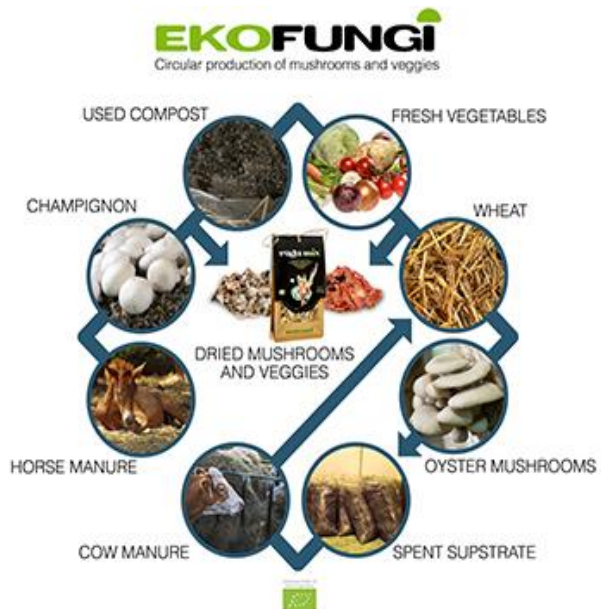 EKOFUNGI
Circular production of mushrooms and veggies
USED COMPOST
FRESH VEGETABLES
CHAMPIGNON
WHEAT
DRIED MUSHROOMS
AND VEGGIES
HORSE MANURE
OYSTER MUSHROOMS
COW MANURE
SPENT SUPSTRATE